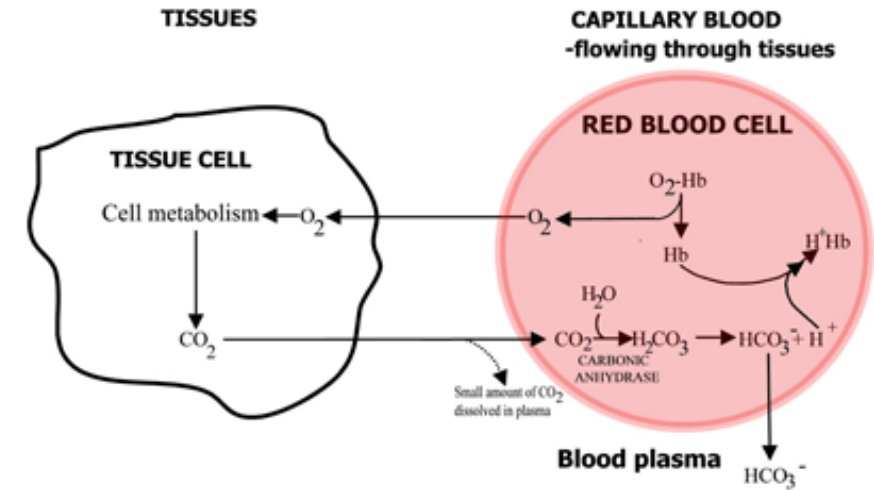 TISSUES
CAPILLARY BLOOD
-flowing through tissues
RED BLOOD CELL
TISSUE CELL
O₂-Hb
Cell metabolism
O₂
O₂
Hb
H⁺Hb
H₂O
CO₂
CO₂
H₂CO₃
HCO₃⁻+ H⁺
CARBONIC
ANHYDRASE
Small amount of CO₂
dissolved in plasma
Blood plasma
HCO₃⁻